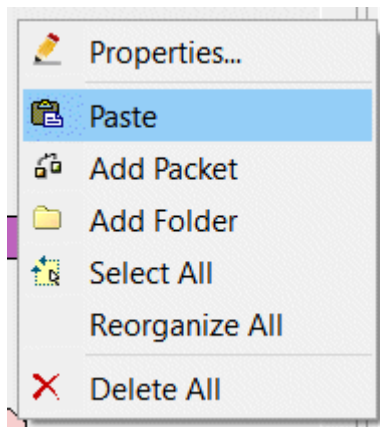 Properties...
Paste
Add Packet
Add Folder
Select All
Reorganize All
Delete All